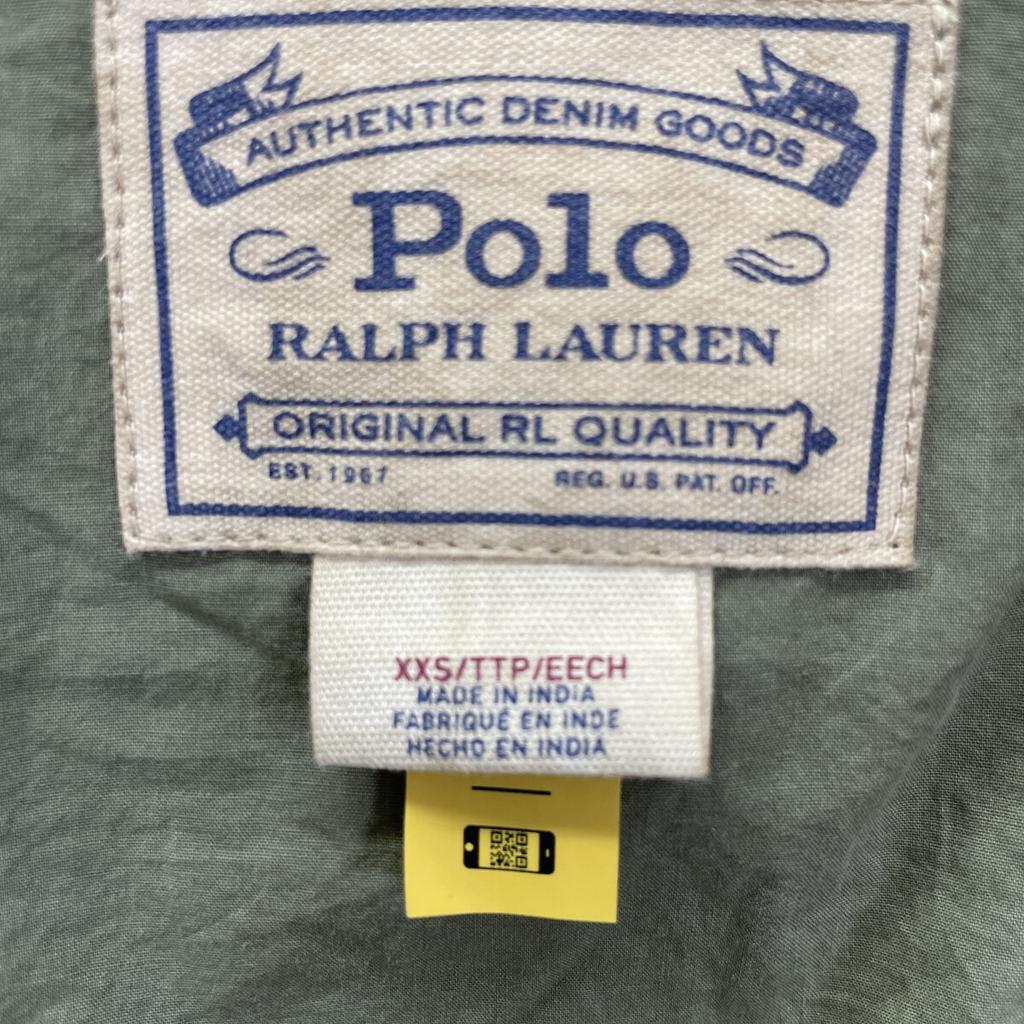 AUTHENTIC DENIM GOODS
Polo
RALPH LAUREN
ORIGINAL RL QUALITY
EST. 1967 REG. U.S. PAT. OFF.
XXS/TTP/EECH
MADE IN INDIA
FABRIQUÉ EN INDE
HECHO EN INDIA